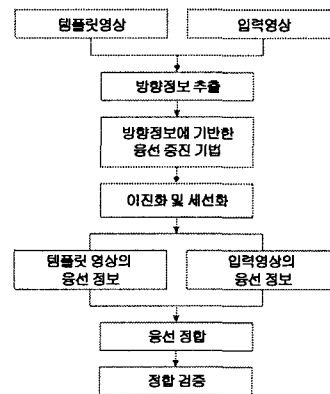 템플릿영상
입력영상
방향정보 추출
방향정보에 기반한
융선 증진 기법
이진화 및 세선화
템플릿 영상의
융선 정보
입력영상의
융선 정보
융선 정합
정합 검증